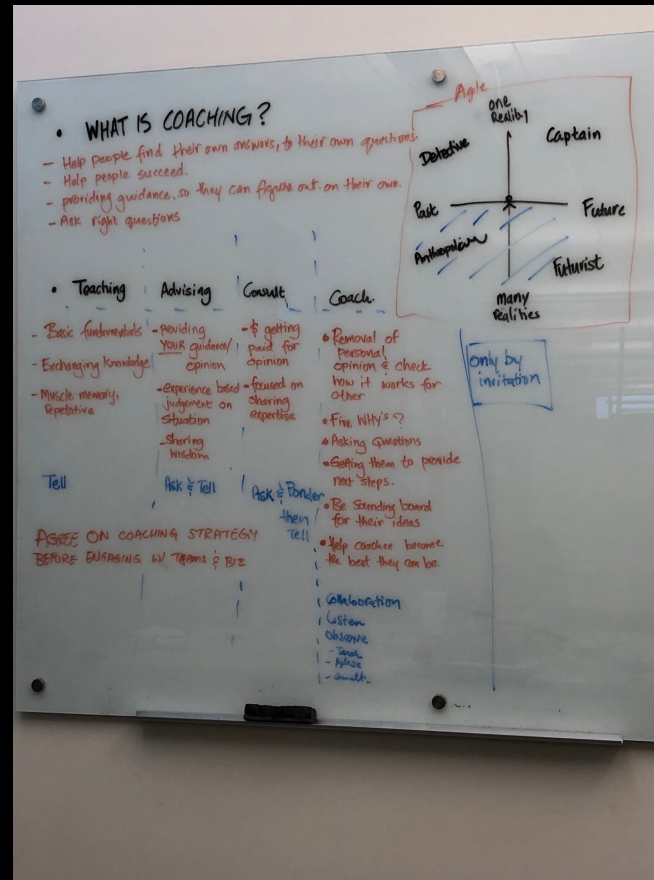 • WHAT IS COACHING?
- Help people find their own answers, to their own questions.
- Help people succeed.
- providing guidance, so they can figure out on their own.
- Ask right questions
Agile
one
Reality
Detective
Captain
Past
Future
Futurist
many
realities
• Teaching
- Basic fundamentals
- Exchanging Knowledge
- Muscle memory,
repetative
Tell
Advising
- providing
YOUR guidance/
opinion
- experience based
judgement on
situation
- Sharing
wisdom
Ask & Tell
Consult
- $ getting
paid for
opinion
- focused on
sharing
expertise
Ask & Ponder
then
Tell
Coach.
• Removal of
personal
opinion & check
how it works for
other
• Five WHY's?
• Asking Questions
• Getting them to provide
next steps.
• Be Sounding board
for their ideas
• Help coachee become
the best they can be
Collaboration
Listen
Observe
only by
invitation
AGREE ON COACHING STRATEGY
BEFORE ENGAGING W/ TEAMS & BIZ